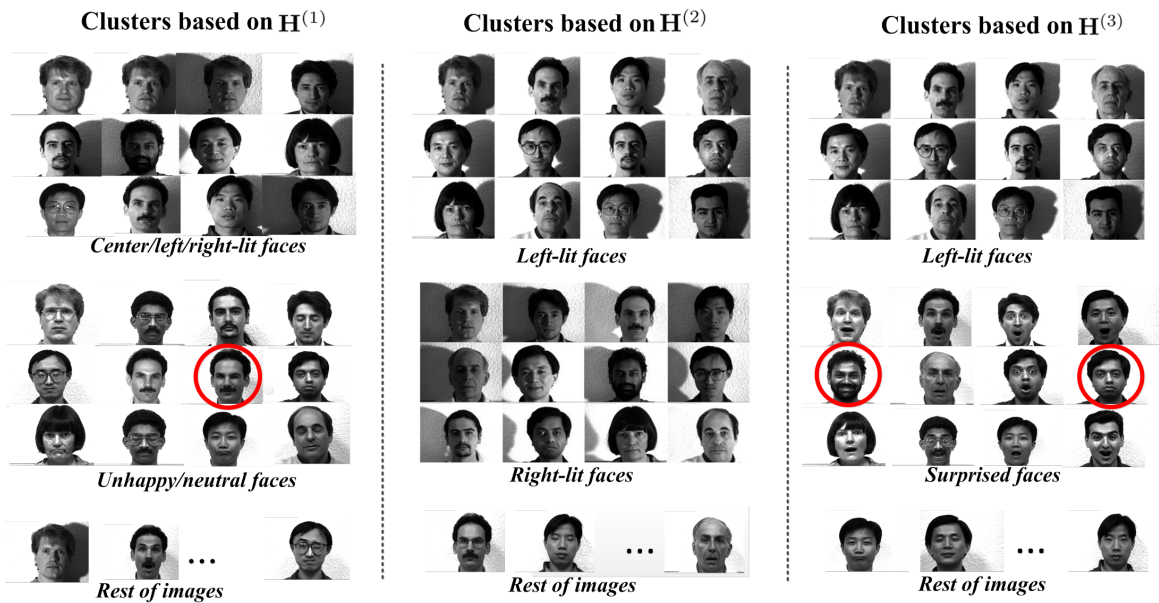 Clusters based on H^(1)
Center/left/right-lit faces
Unhappy/neutral faces
...
Rest of images
Clusters based on H^(2)
Left-lit faces
Right-lit faces
...
Rest of images
Clusters based on H^(3)
Left-lit faces
Surprised faces
...
Rest of images